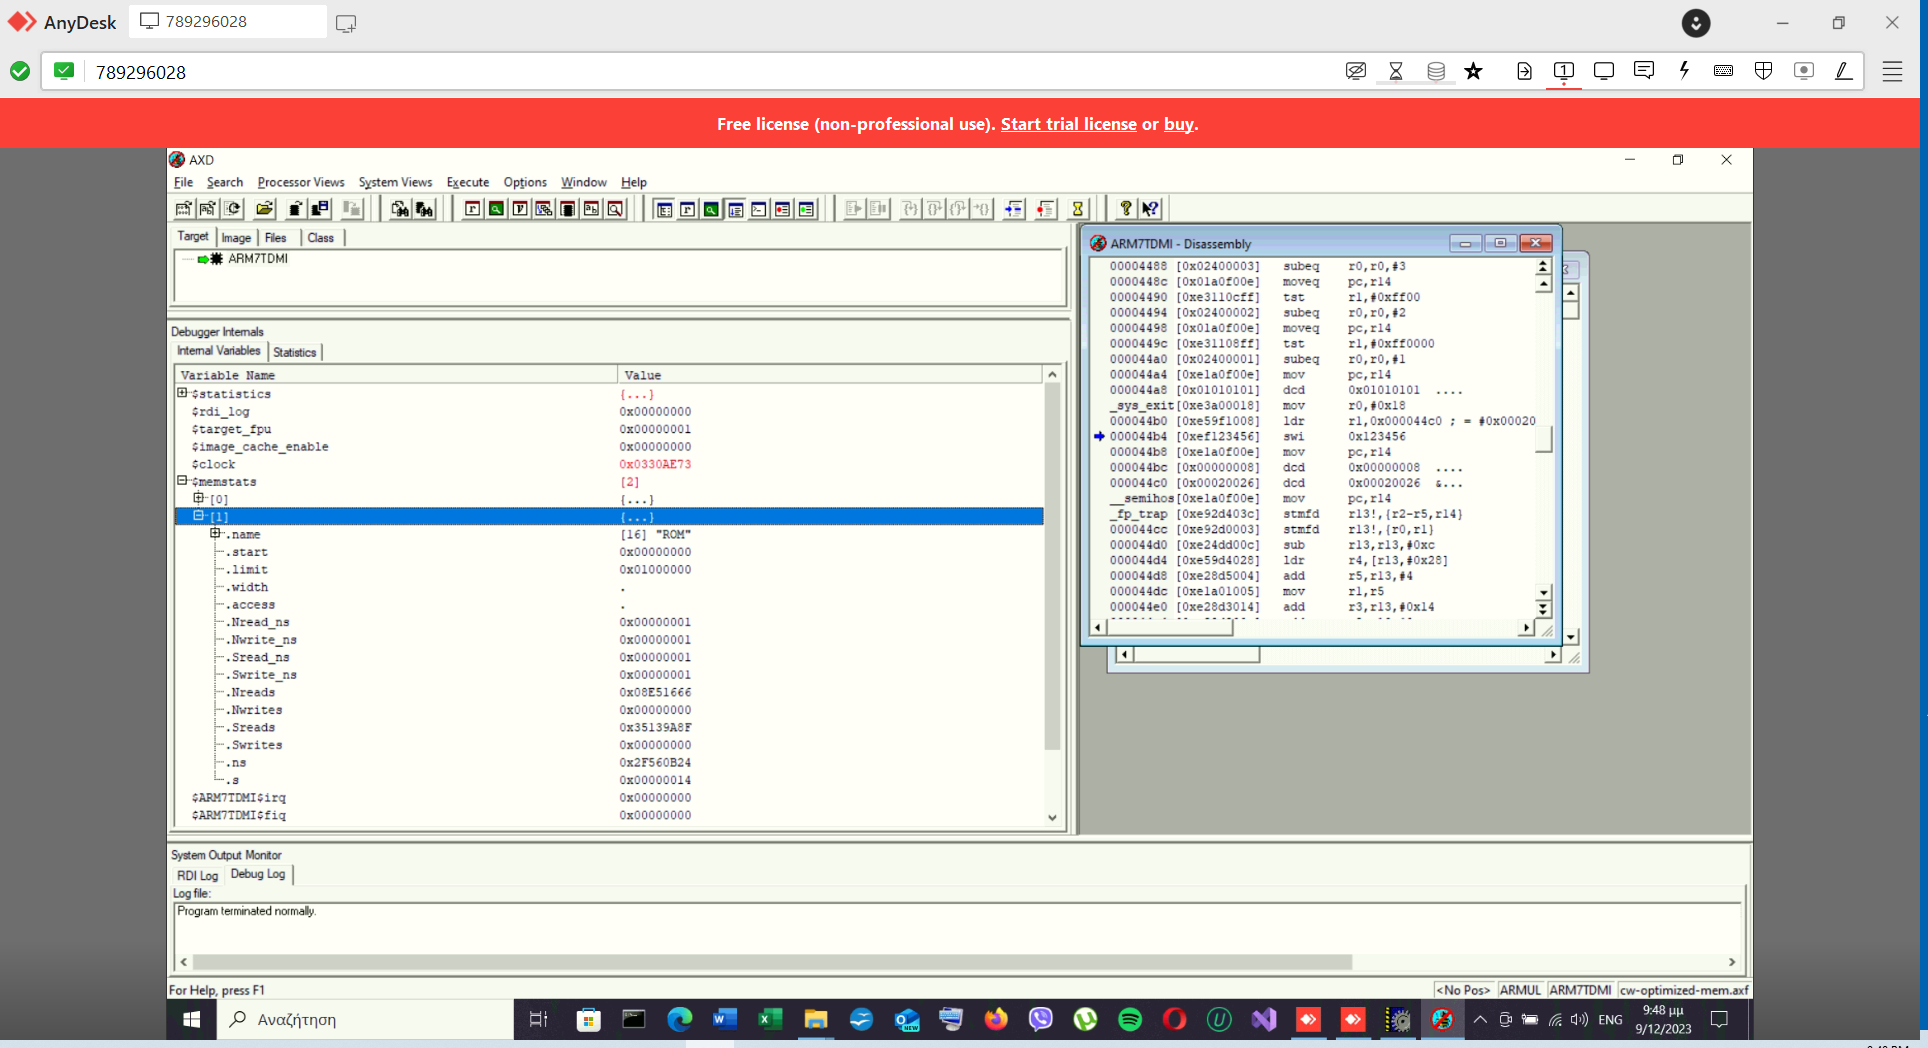 AnyDesk
789296028
789296028
Free license (non-professional use). Start trial license or buy.
AXD
File Search Processor Views System Views Execute Options Window Help
Target Image Files Class
ARM7TDMI
Debugger Internals
Internal Variables Statistics
Variable Name Value
$statistics {...}
$rdi_log 0x00000000
$target_fpu 0x00000001
$image_cache_enable 0x00000000
$clock 0x0330AE73
$memstats [2]
[0] {...}
[1] {...}
.name [16] "ROM"
.start 0x00000000
.limit 0x01000000
.width .
.access .
.Nread_ns 0x00000001
.Nwrite_ns 0x00000001
.Sread_ns 0x00000001
.Swrite_ns 0x00000001
.Nreads 0x08E51666
.Nwrites 0x00000000
.Sreads 0x35139A8F
.Swrites 0x00000000
.ns 0x2F560B24
.s 0x00000014
$ARM7TDMI$irq 0x00000000
$ARM7TDMI$fiq 0x00000000
ARM7TDMI - Disassembly
00004488 [0x02400003] subeq r0,r0,#3
0000448c [0x01a0f00e] moveq pc,r14
00004490 [0xe3110cff] tst r1,#0xff00
00004494 [0x02400002] subeq r0,r0,#2
00004498 [0x01a0f00e] moveq pc,r14
0000449c [0xe31108ff] tst r1,#0xff0000
000044a0 [0x02400001] subeq r0,r0,#1
000044a4 [0xe1a0f00e] mov pc,r14
000044a8 [0x01010101] dcd 0x01010101 ....
_sys_exit[0xe3a00018] mov r0,#0x18
000044b0 [0xe59f1008] ldr r1,0x000044c0 ; = #0x00020
000044b4 [0xef123456] swi 0x123456
000044b8 [0xe1a0f00e] mov pc,r14
000044bc [0x00000008] dcd 0x00000008 ....
000044c0 [0x00020026] dcd 0x00020026 &...
__semihos[0xe1a0f00e] mov pc,r14
_fp_trap [0xe92d403c] stmfd r13!,{r2-r5,r14}
000044cc [0xe92d0003] stmfd r13!,{r0,r1}
000044d0 [0xe24dd00c] sub r13,r13,#0xc
000044d4 [0xe59d4028] ldr r4,[r13,#0x28]
000044d8 [0xe28d5004] add r5,r13,#4
000044dc [0xe1a01005] mov r1,r5
000044e0 [0xe28d3014] add r3,r13,#0x14
System Output Monitor
RDI Log Debug Log
Log file:
Program terminated normally.
For Help, press F1
<No Pos> ARMUL ARM7TDMI cw-optimized-mem.axf
Αναζήτηση
ENG
9:48 μμ
9/12/2023